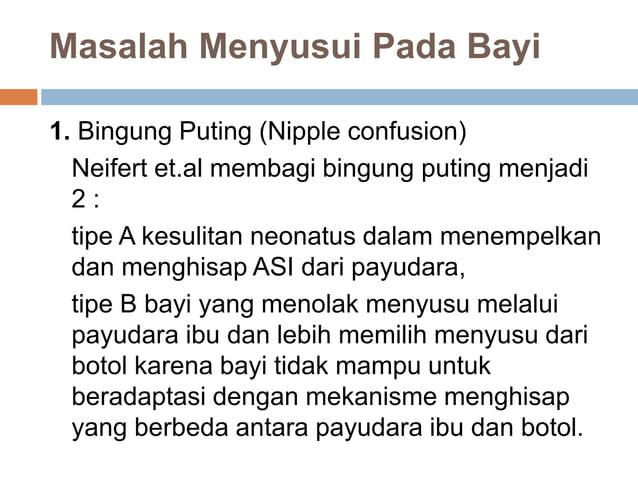 Masalah Menyusui Pada Bayi
1. Bingung Puting (Nipple confusion)
Neifert et.al membagi bingung puting menjadi
2 :
tipe A kesulitan neonatus dalam menempelkan
dan menghisap ASI dari payudara,
tipe B bayi yang menolak menyusu melalui
payudara ibu dan lebih memilih menyusu dari
botol karena bayi tidak mampu untuk
beradaptasi dengan mekanisme menghisap
yang berbeda antara payudara ibu dan botol.